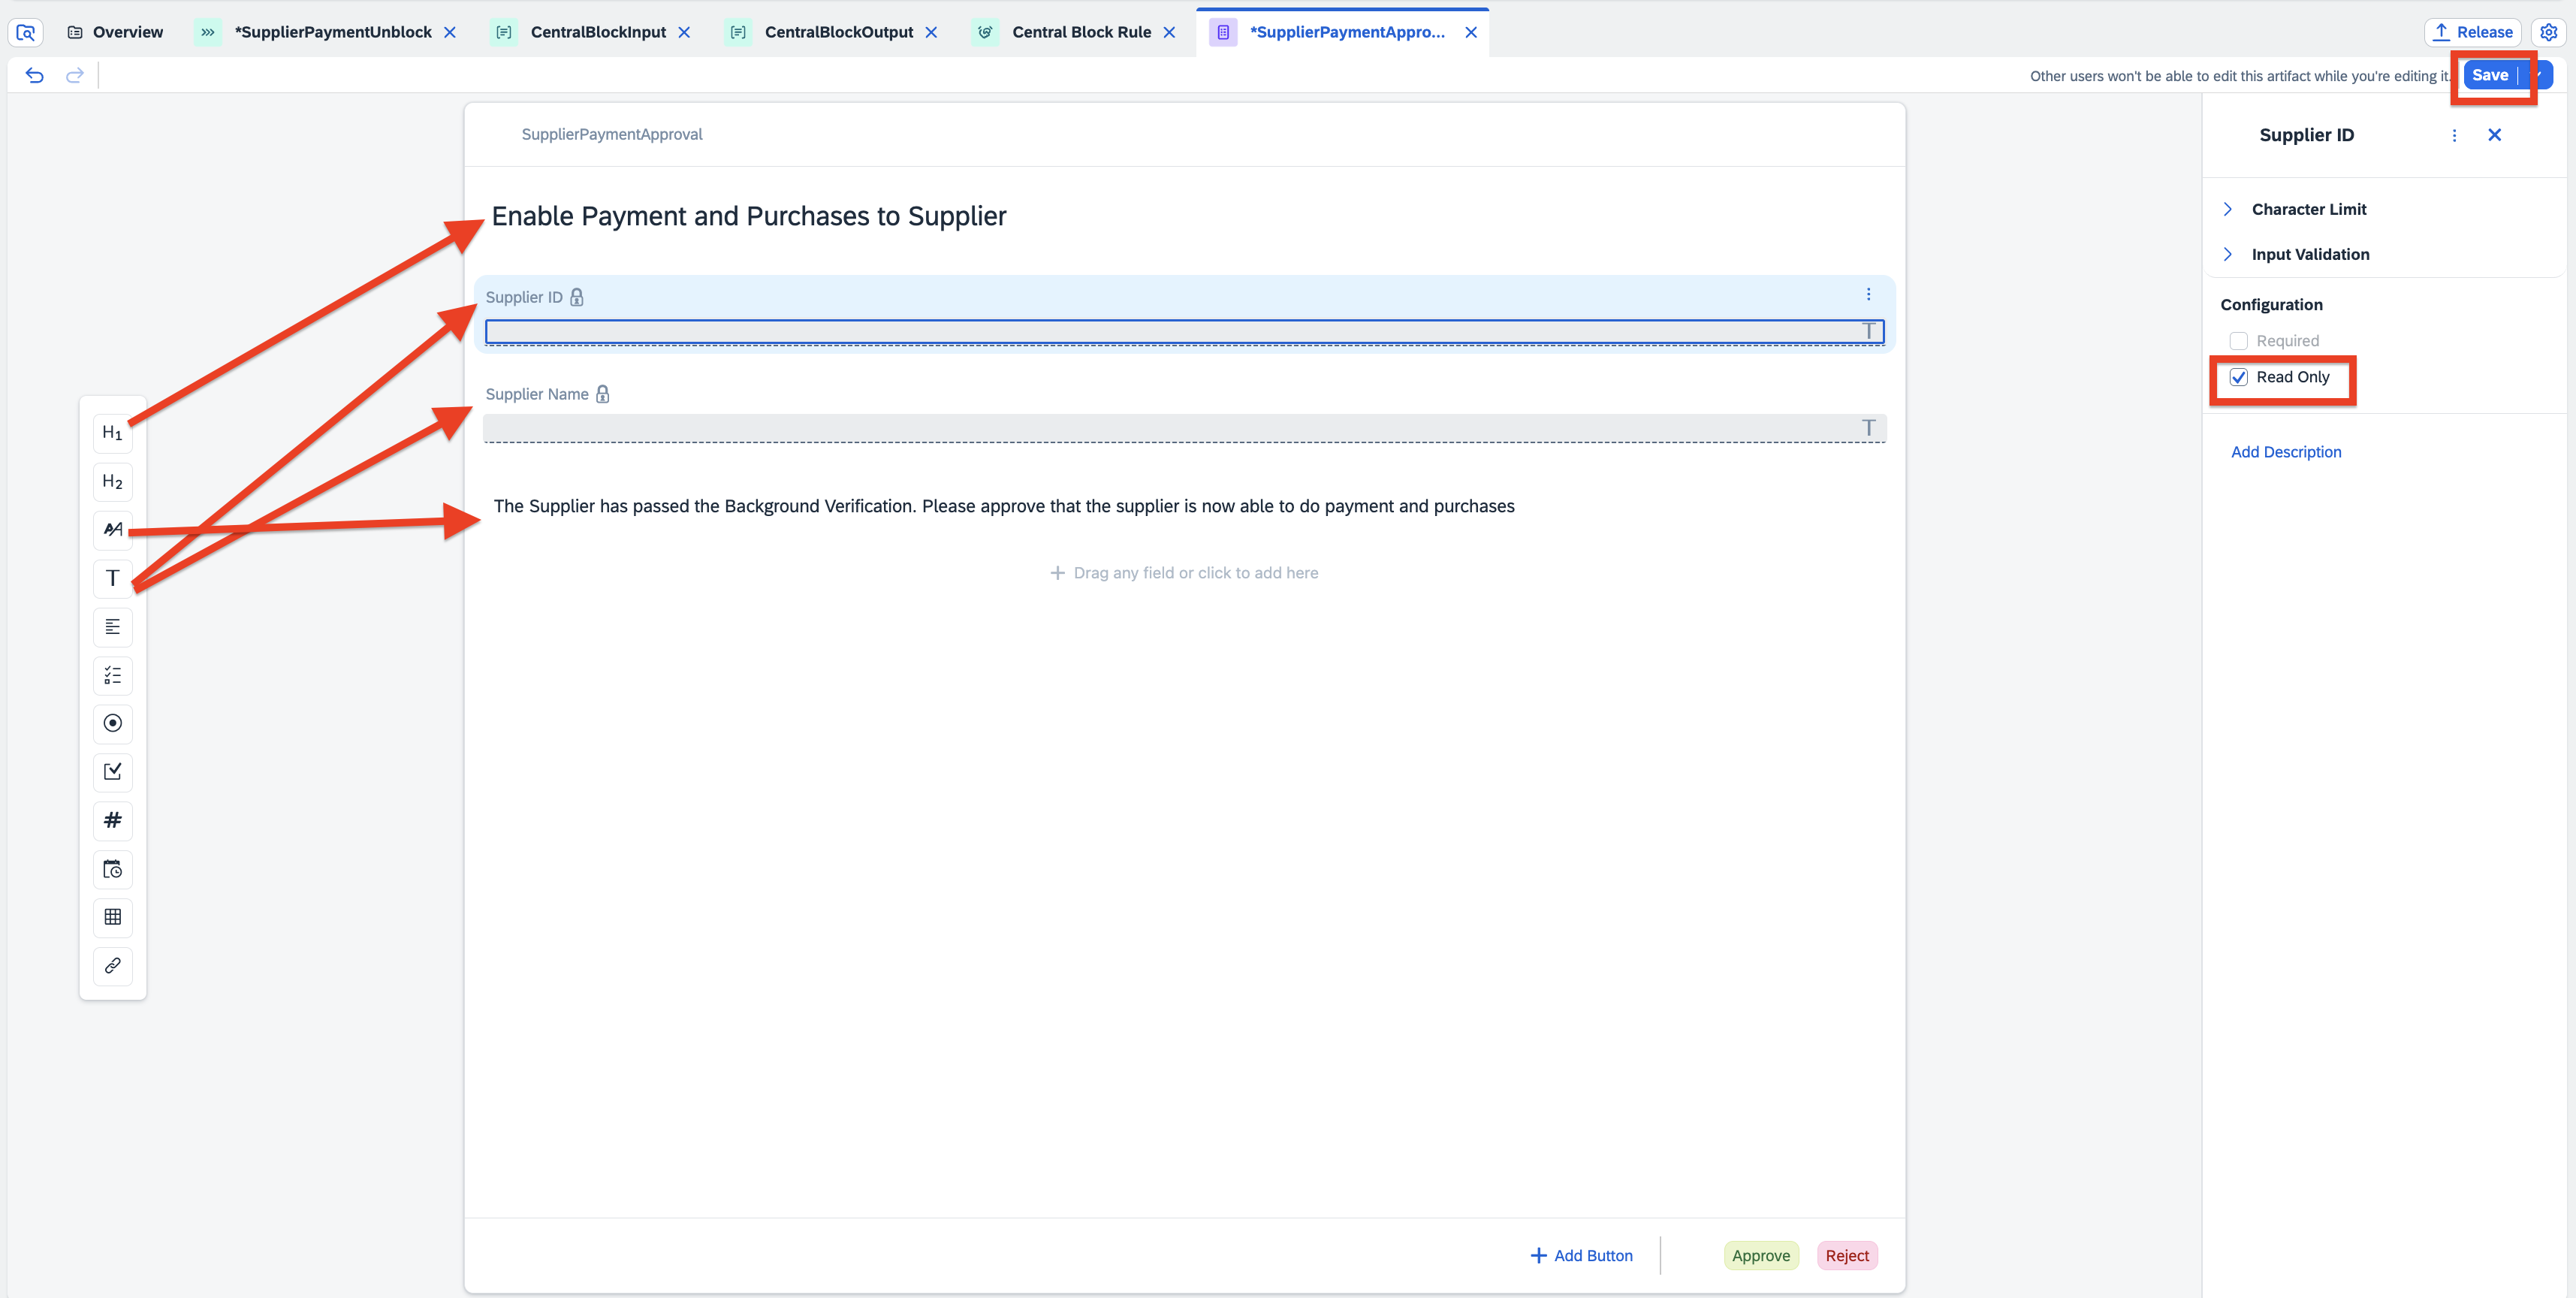 Overview
*SupplierPaymentUnblock
CentralBlockInput
CentralBlockOutput
Central Block Rule
*SupplierPaymentAppro...
Release
Other users won't be able to edit this artifact while you're editing it.
Save
SupplierPaymentApproval
Supplier ID
Enable Payment and Purchases to Supplier
Character Limit
Input Validation
Supplier ID
T
Configuration
Required
Read Only
Supplier Name
T
Add Description
H1
H2
T
#
The Supplier has passed the Background Verification. Please approve that the supplier is now able to do payment and purchases
+ Drag any field or click to add here
+ Add Button
Approve
Reject